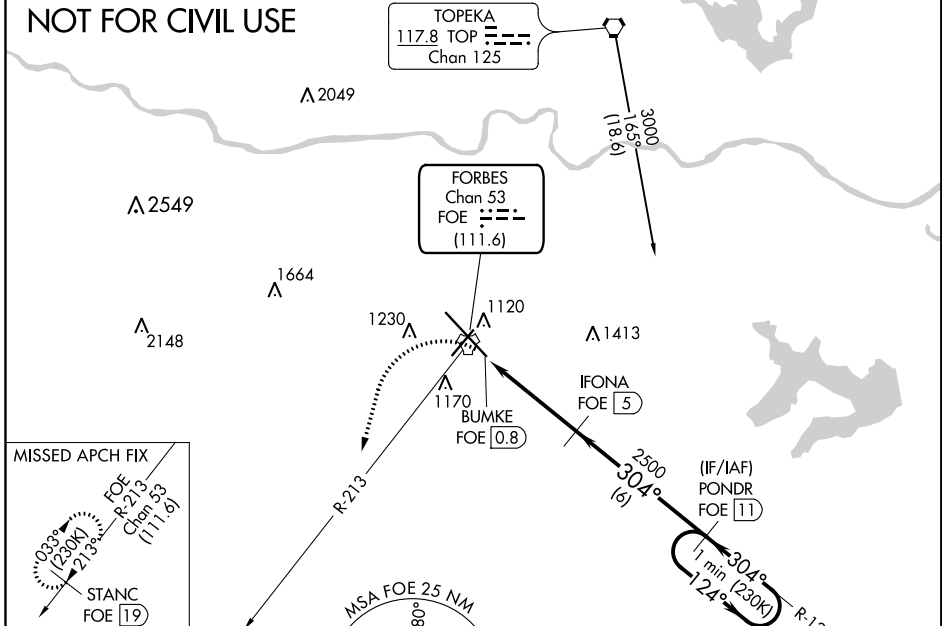 NOT FOR CIVIL USE
TOPEKA
117.8 TOP
Chan 125
3000
165°
(18.6)
2049
FORBES
Chan 53
FOE
(111.6)
2549
1664
2148
1230
1120
1413
1170
BUMKE
FOE 0.8
IFONA
FOE 5
2500
304°
(6)
(IF/IAF)
PONDR
FOE 11
304°
1 min (230K)
124°
R-213
MISSED APCH FIX
FOE
R-213
Chan 53
(111.6)
033°
(230K)
213°
STANC
FOE 19
MSA FOE 25 NM